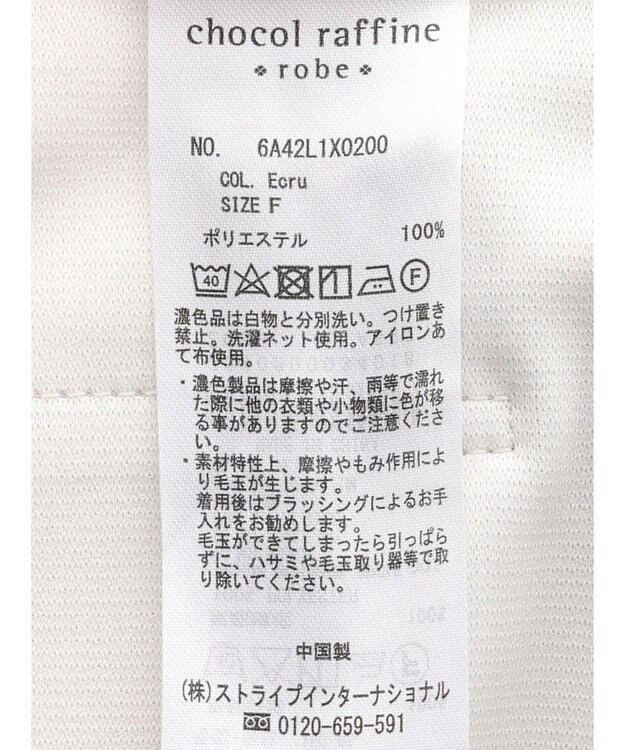 chocol raffine
robe
NO. 6A42L1X0200
COL. Ecru
SIZE F
ポリエステル 100%
40 F
濃色品は白物と分別洗い。つけ置き
禁止。洗濯ネット使用。アイロンあ
て布使用。
・濃色製品は摩擦や汗、雨等で濡れ
た際に他の衣類や小物類に色が移
る事がありますのでご注意くださ
い。
・素材特性上、摩擦やもみ作用によ
り毛玉が生じます。
着用後はブラッシングによるお手
入れをお勧めします。
毛玉ができてしまったら引っぱら
ずに、ハサミや毛玉取り器等で取
り除いてください。
中国製
(株)ストライプインターナショナル
0120-659-591